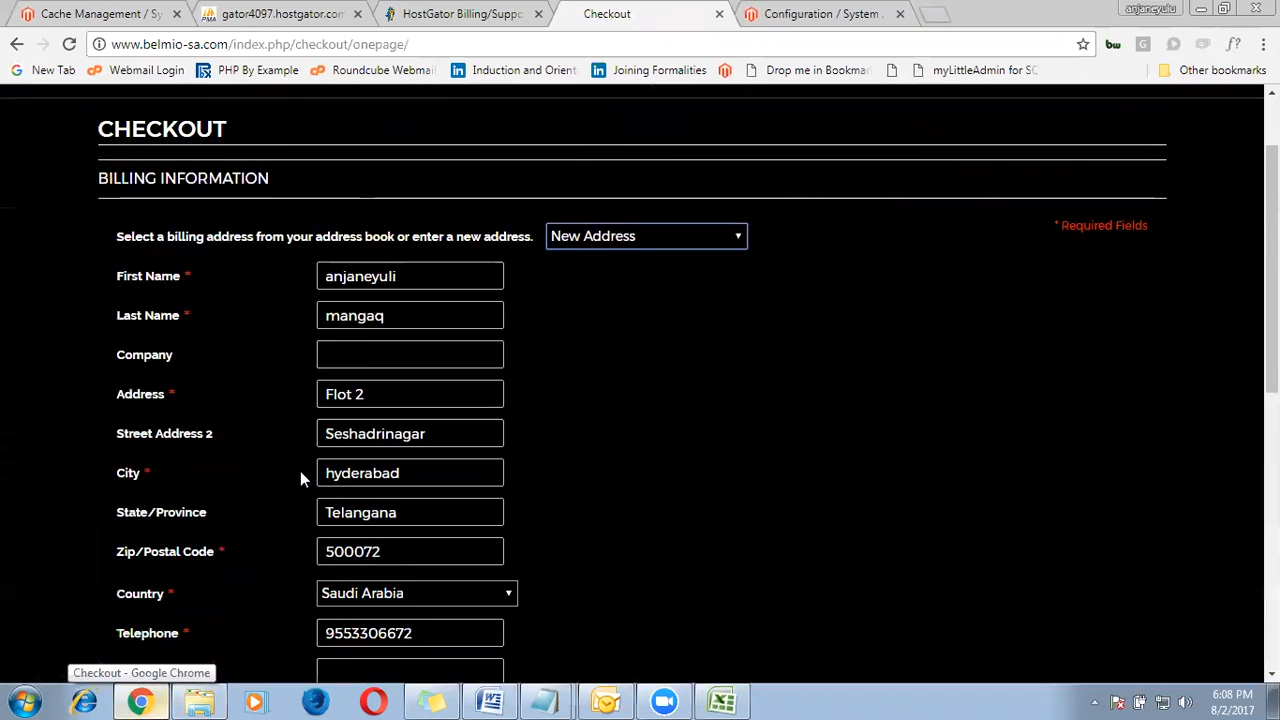 Cache Management / Sy
gator4097.hostgator.com
HostGator Billing/Suppo
Checkout
Configuration / System
anjaneyulu
www.belmio-sa.com/index.php/checkout/onepage/
New Tab
Webmail Login
PHP By Example
Roundcube Webmail
Induction and Orient
Joining Formalities
Drop me in Bookmar
myLittleAdmin for SQ
Other bookmarks
CHECKOUT
BILLING INFORMATION
* Required Fields
Select a billing address from your address book or enter a new address. New Address
First Name * anjaneyuli
Last Name * mangaq
Company
Address * Flot 2
Street Address 2 Seshadrinagar
City * hyderabad
State/Province Telangana
Zip/Postal Code * 500072
Country * Saudi Arabia
Telephone * 9553306672
Checkout - Google Chrome
6:08 PM
8/2/2017